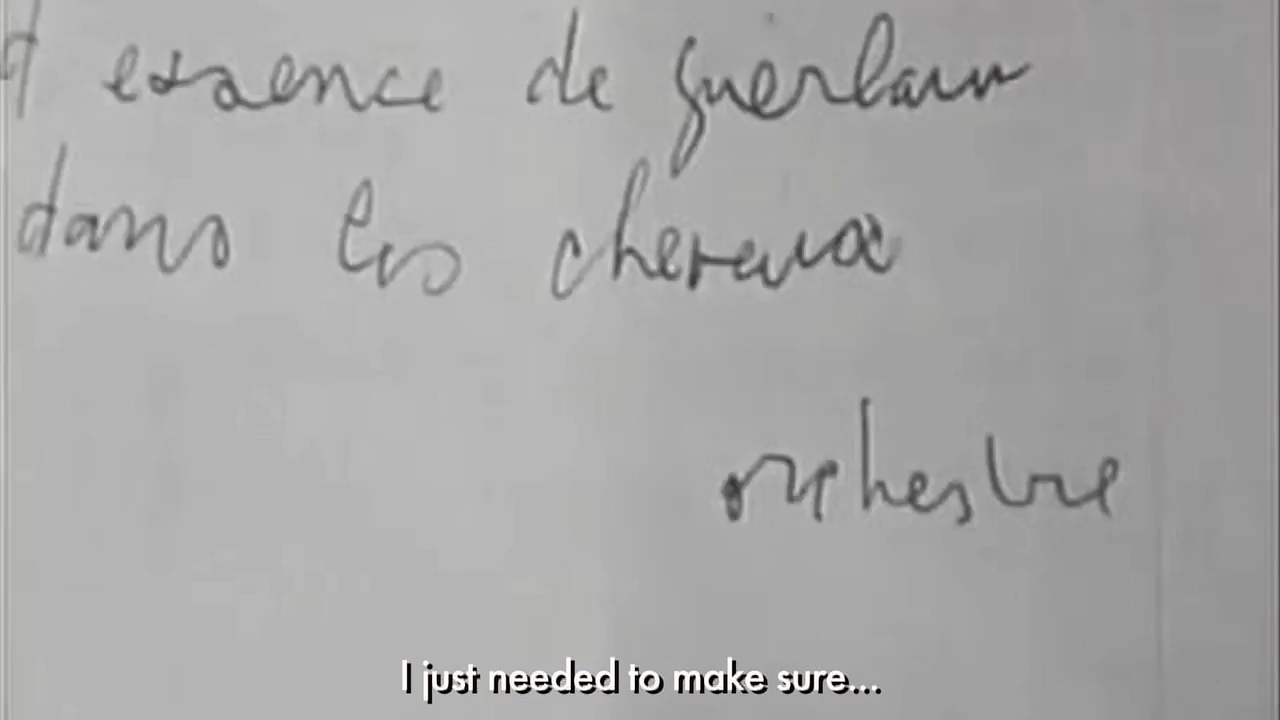 d essence de guerlain
dans les cheveux
orchestre
I just needed to make sure...